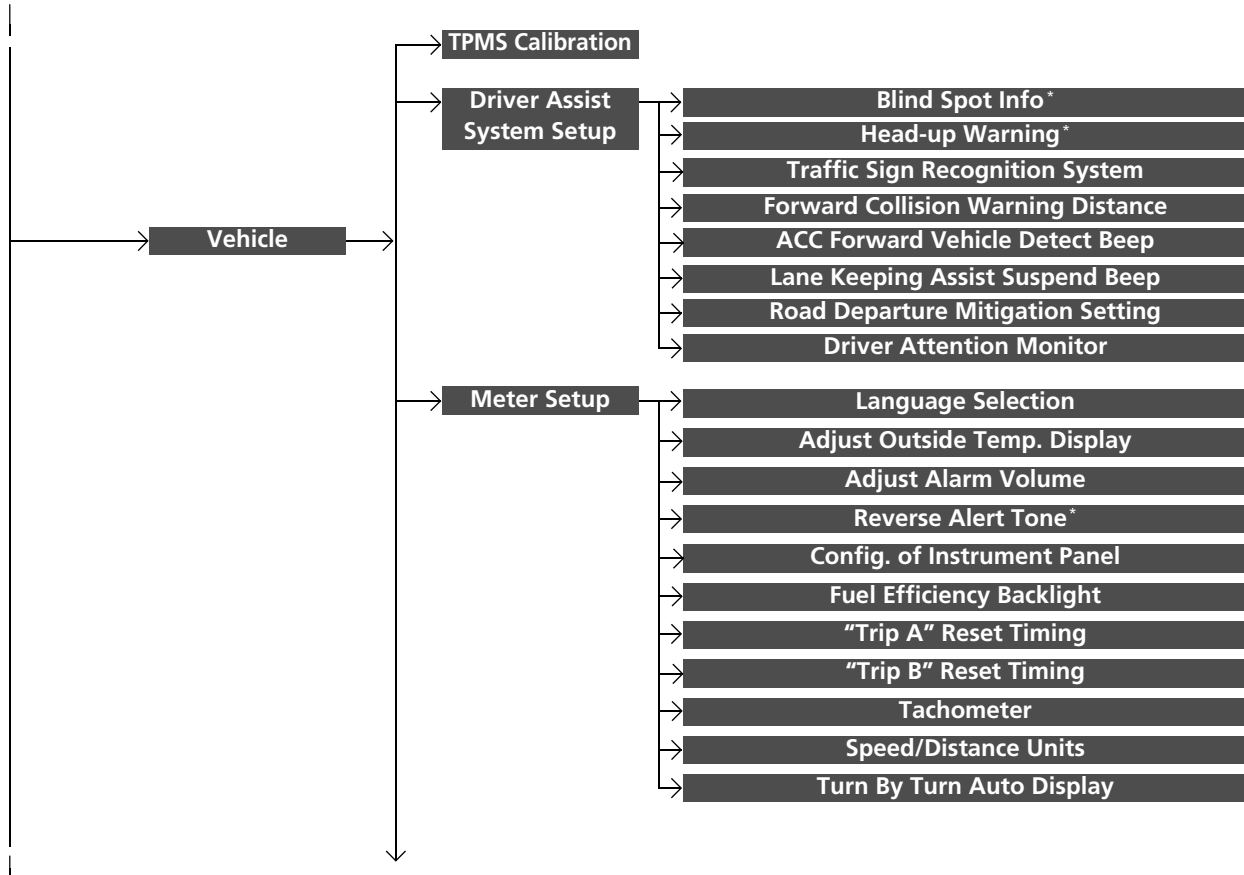 TPMS Calibration
Driver Assist
System Setup
Blind Spot Info*
Head-up Warning*
Traffic Sign Recognition System
Forward Collision Warning Distance
Vehicle
ACC Forward Vehicle Detect Beep
Lane Keeping Assist Suspend Beep
Road Departure Mitigation Setting
Driver Attention Monitor
Meter Setup
Language Selection
Adjust Outside Temp. Display
Adjust Alarm Volume
Reverse Alert Tone*
Config. of Instrument Panel
Fuel Efficiency Backlight
“Trip A” Reset Timing
“Trip B” Reset Timing
Tachometer
Speed/Distance Units
Turn By Turn Auto Display